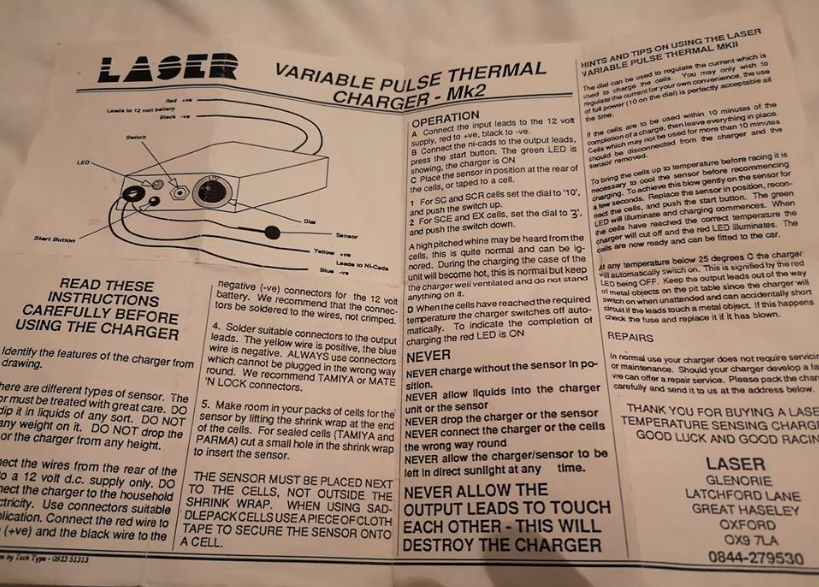 LASER
VARIABLE PULSE THERMAL
CHARGER - Mk2
Red +ve
Leads to 12 volt battery
Black -ve
Switch
LED
Dial
Sensor
Start Button
Yellow +ve
Leads to Ni-Cads
Blue -ve
READ THESE
INSTRUCTIONS
CAREFULLY BEFORE
USING THE CHARGER
Identify the features of the charger from
drawing.
here are different types of sensor. The
or must be treated with great care. DO
dip it in liquids of any sort. DO NOT
any weight on it. DO NOT drop the
or the charger from any height.
nect the wires from the rear of the
to a 12 volt d.c. supply only. DO
nect the charger to the household
ctricity. Use connectors suitable
plication. Connect the red wire to
(+ve) and the black wire to the
negative (-ve) connectors for the 12 volt
battery. We recommend that the connec-
tors be soldered to the wires, not crimped.
4. Solder suitable connectors to the output
leads. The yellow wire is positive, the blue
wire is negative. ALWAYS use connectors
which cannot be plugged in the wrong way
round. We recommend TAMIYA or MATE
'N LOCK connectors.
5. Make room in your packs of cells for the
sensor by lifting the shrink wrap at the end
of the cells. For sealed cells (TAMIYA and
PARMA) cut a small hole in the shrink wrap
to insert the sensor.
THE SENSOR MUST BE PLACED NEXT
TO THE CELLS, NOT OUTSIDE THE
SHRINK WRAP. WHEN USING SAD-
DLEPACK CELLS USE A PIECE OF CLOTH
TAPE TO SECURE THE SENSOR ONTO
A CELL.
by Tech Type - 0923 51313
OPERATION
A Connect the input leads to the 12 volt
supply, red to +ve, black to -ve.
B Connect the ni-cads to the output leads,
press the start button. The green LED is
showing, the charger is ON
C Place the sensor in position at the rear of
the cells, or taped to a cell.
1 For SC and SCR cells set the dial to '10',
and push the switch up.
2 For SCE and EX cells, set the dial to '3',
and push the switch down.
A high pitched whine may be heard from the
cells, this is quite normal and can be ig-
nored. During the charging the case of the
unit will become hot, this is normal but keep
the charger well ventilated and do not stand
anything on it.
D When the cells have reached the required
temperature the charger switches off auto-
matically. To indicate the completion of
charging the red LED is ON
NEVER
NEVER charge without the sensor in po-
sition.
NEVER allow liquids into the charger
unit or the sensor
NEVER drop the charger or the sensor
NEVER connect the charger or the cells
the wrong way round
NEVER allow the charger/sensor to be
left in direct sunlight at any time.
NEVER ALLOW THE
OUTPUT LEADS TO TOUCH
EACH OTHER - THIS WILL
DESTROY THE CHARGER
HINTS AND TIPS ON USING THE LASER
VARIABLE PULSE THERMAL MKII
The dial can be used to regulate the current which is
used to charge the cells. You may only wish to
regulate the current for your own convenience, the use
of full power (10 on the dial) is perfectly acceptable all
the time.
If the cells are to be used within 10 minutes of the
completion of a charge, then leave everything in place.
Cells which may not be used for more than 10 minutes
should be disconnected from the charger and the
sensor removed.
To bring the cells up to temperature before racing it is
necessary to cool the sensor before recommencing
charging. To achieve this blow gently on the sensor for
a few seconds. Replace the sensor in position, recon-
nect the cells, and push the start button. The green
LED will illuminate and charging commences. When
the cells have reached the correct temperature the
charger will cut off and the red LED illuminates. The
cells are now ready and can be fitted to the car.
At any temperature below 25 degrees C the charger
will automatically switch on. This is signified by the red
LED being OFF. Keep the output leads out of the way
of metal objects on the pit table since the charger will
switch on when unattended and can accidentally short
circuit if the leads touch a metal object. If this happens
check the fuse and replace it if it has blown.
REPAIRS
In normal use your charger does not require servicin
or maintenance. Should your charger develop a fa
we can offer a repair service. Please pack the char
carefully and send it to us at the address below.
THANK YOU FOR BUYING A LASE
TEMPERATURE SENSING CHARG
GOOD LUCK AND GOOD RACIN
LASER
GLENORIE
LATCHFORD LANE
GREAT HASELEY
OXFORD
OX9 7LA
0844-279530